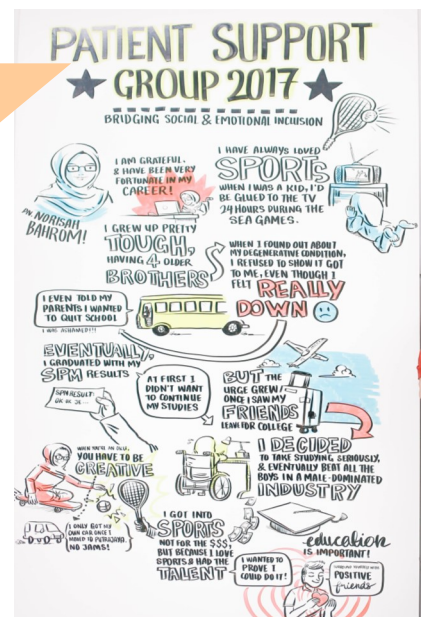 PATIENT SUPPORT
GROUP 2017
BRIDGING SOCIAL & EMOTIONAL INCLUSION
PN. NORISAH
BAHROM!
I AM GRATEFUL,
& HAVE BEEN VERY
FORTUNATE IN MY
CAREER!
I HAVE ALWAYS LOVED
SPORTS
WHEN I WAS A KID, I'D
BE GLUED TO THE TV
24 HOURS DURING THE
SEA GAMES.
I GREW UP PRETTY
TOUGH,
HAVING 4 OLDER
BROTHERS
WHEN I FOUND OUT ABOUT
MY DEGENERATIVE CONDITION,
I REFUSED TO SHOW IT GOT
TO ME, EVEN THOUGH I
FELT REALLY
DOWN
I EVEN TOLD MY
PARENTS I WANTED
TO QUIT SCHOOL
I WAS ASHAMED!!!
EVENTUALLY,
I GRADUATED WITH MY
SPM RESULTS
SPM RESULT:
AT FIRST I
DIDN'T WANT
TO CONTINUE
MY STUDIES
BUT THE
URGE GREW
ONCE I SAW MY
FRIENDS
LEAVE FOR COLLEGE
I DECIDED
TO TAKE STUDYING SERIOUSLY,
& EVENTUALLY BEAT ALL THE
BOYS IN A MALE-DOMINATED
INDUSTRY
YOU HAVE TO BE
CREATIVE
I ONLY GOT MY
OWN CAR ONCE I
MOVED TO PUTRAJAYA,
NO JAMS!
I GOT INTO
SPORTS
NOT FOR THE $$$,
BUT BECAUSE I LOVE
SPORTS & HAD THE
TALENT
I WANTED TO
PROVE I
COULD DO IT!
education
IS IMPORTANT!
POSITIVE
friends